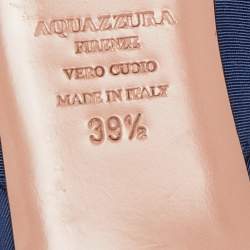 AQUAZZURA
FIRENZE
VERO CUOIO
MADE IN ITALY
39½